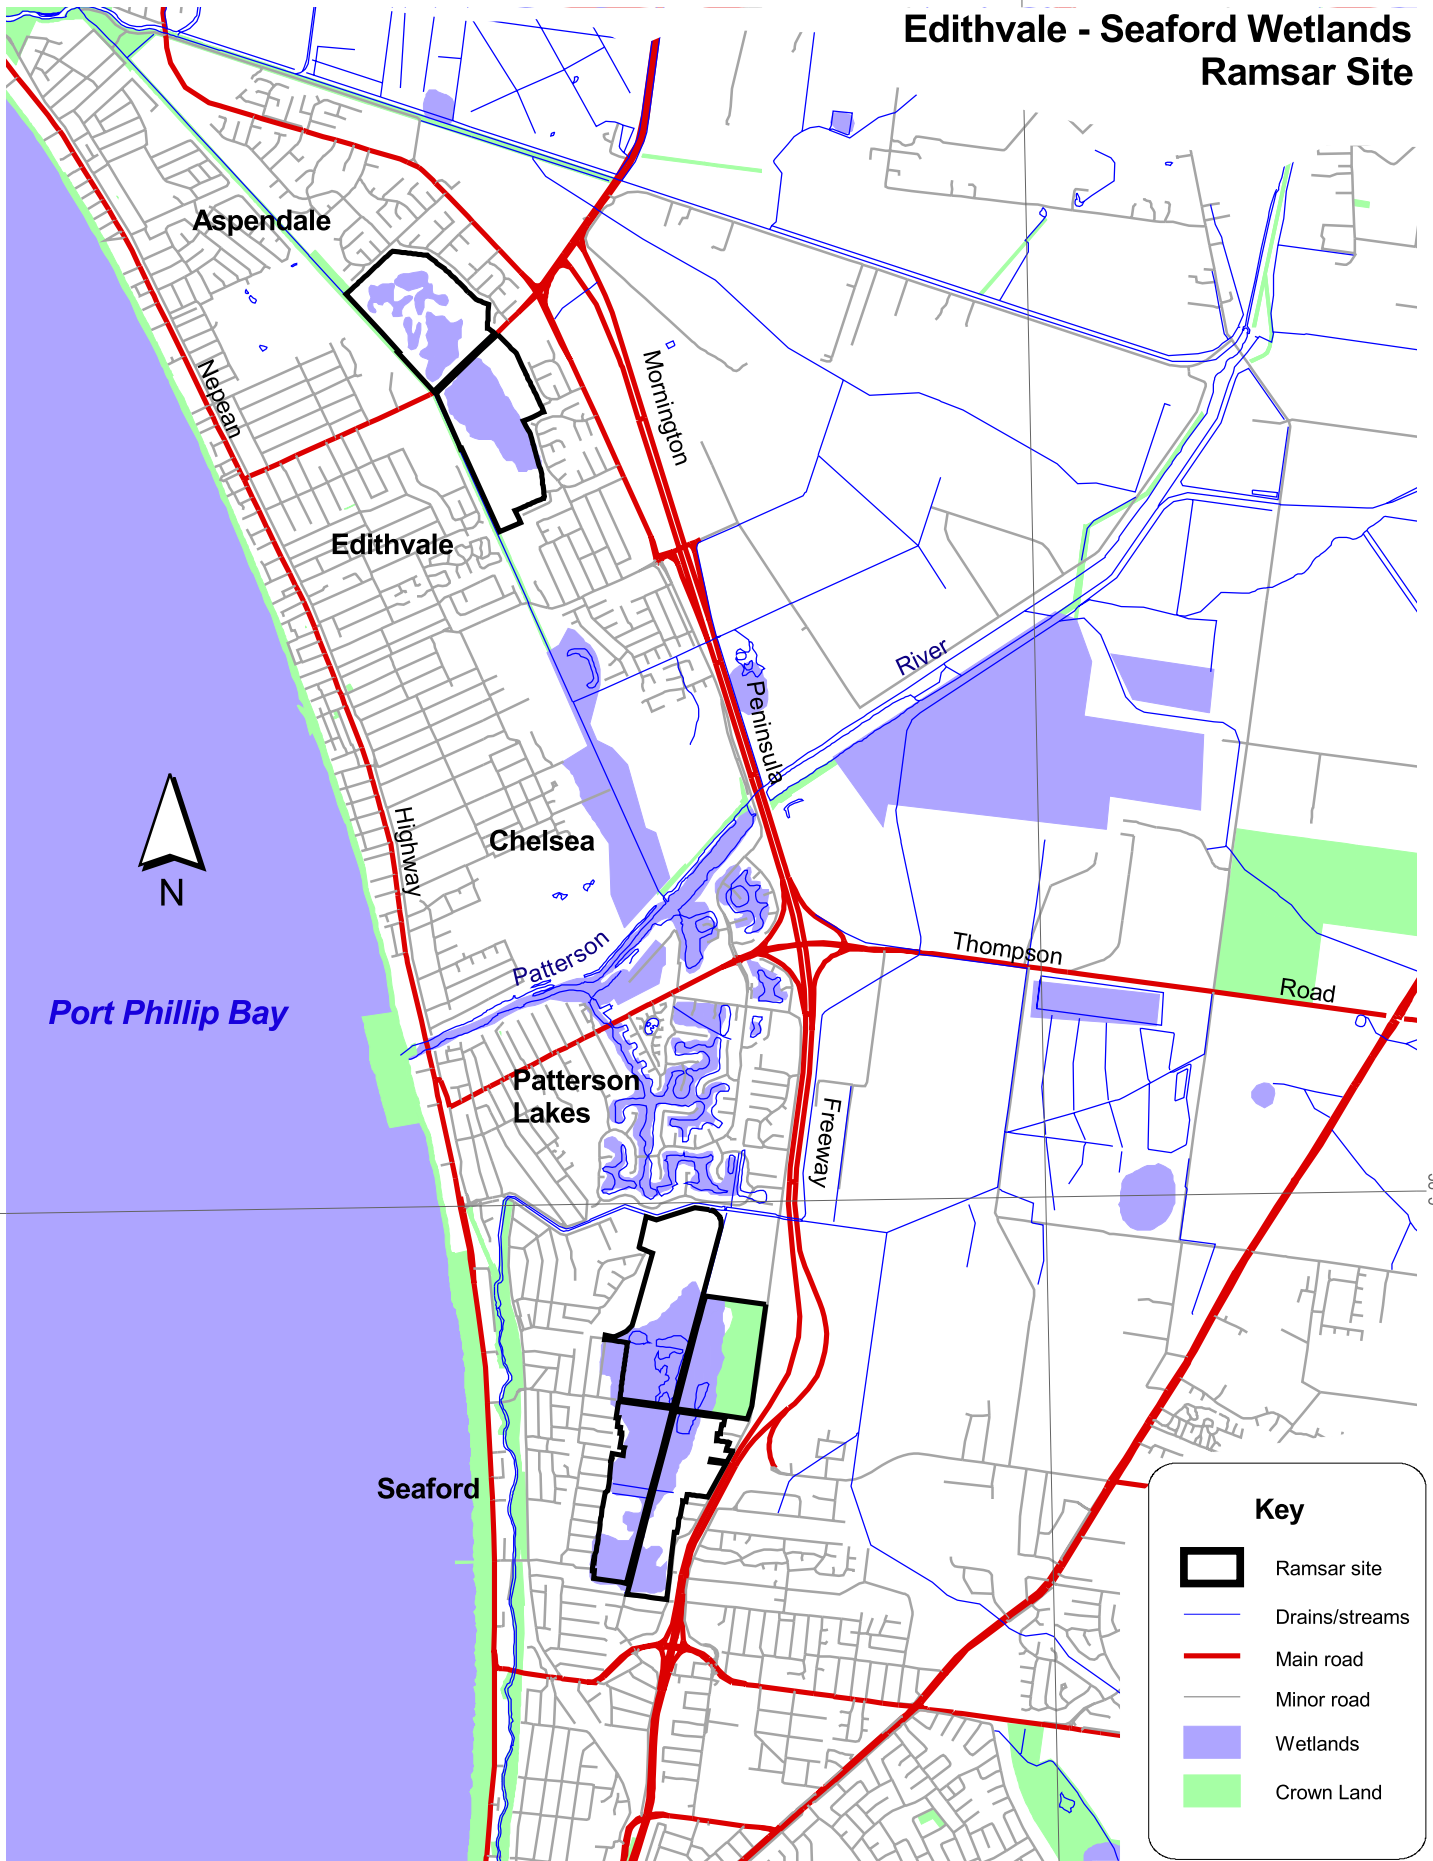 Edithvale - Seaford Wetlands
Ramsar Site
Aspendale
Nepean
Mornington
Edithvale
River
Peninsula
Highway
Chelsea
N
Patterson
Thompson
Road
Port Phillip Bay
Patterson
Lakes
Freeway
Seaford
Key
Ramsar site
Drains/streams
Main road
Minor road
Wetlands
Crown Land